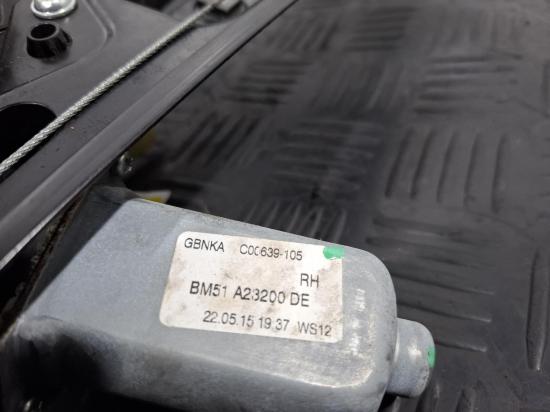 GBNKA C00639-105
RH
BM51 A23200 DE
22.05.15 19:37 WS12